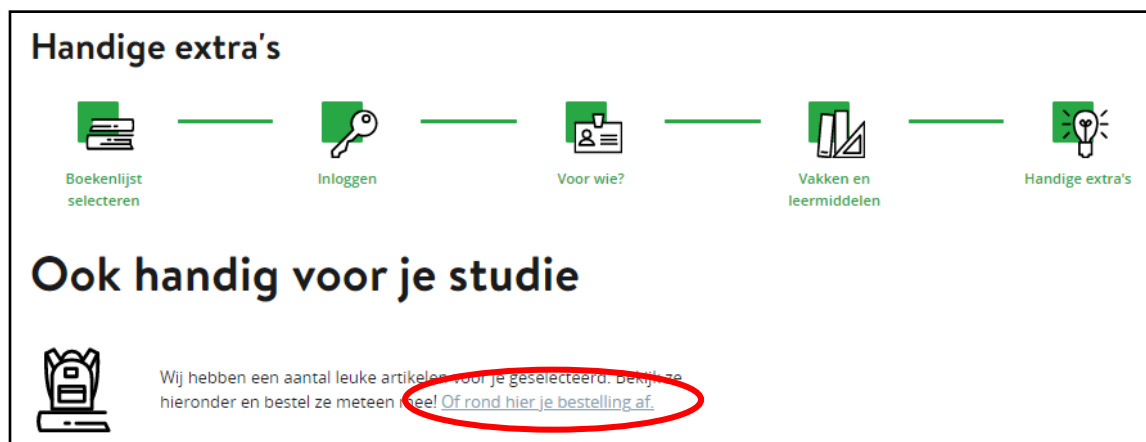 Handige extra's
Boekenlijst
selecteren
Inloggen
Voor wie?
Vakken en
leermiddelen
Handige extra's
Ook handig voor je studie
Wij hebben een aantal leuke artikelen voor je geselecteerd. Bekijk ze
hieronder en bestel ze meteen mee! Of rond hier je bestelling af.